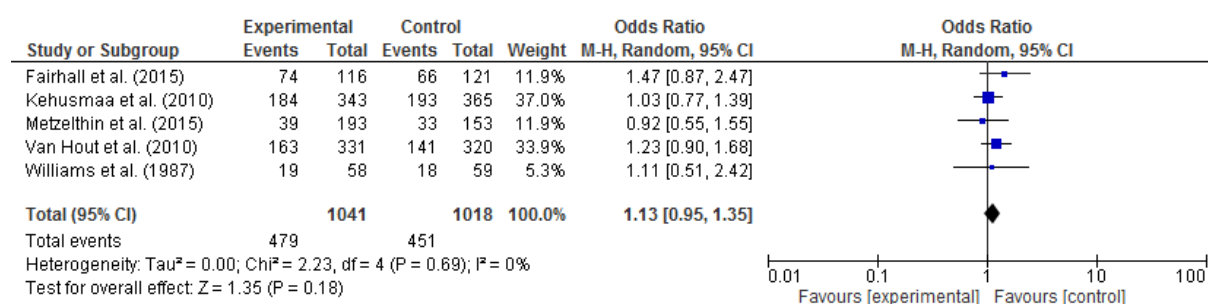 Experimental Control Odds Ratio Odds Ratio
Study or Subgroup Events Total Events Total Weight M-H, Random, 95% CI M-H, Random, 95% CI
Fairhall et al. (2015) 74 116 66 121 11.9% 1.47 [0.87, 2.47]
Kehusmaa et al. (2010) 184 343 193 365 37.0% 1.03 [0.77, 1.39]
Metzelthin et al. (2015) 39 193 33 153 11.9% 0.92 [0.55, 1.55]
Van Hout et al. (2010) 163 331 141 320 33.9% 1.23 [0.90, 1.68]
Williams et al. (1987) 19 58 18 59 5.3% 1.11 [0.51, 2.42]
Total (95% CI) 1041 1018 100.0% 1.13 [0.95, 1.35]
Total events 479 451
Heterogeneity: Tau² = 0.00; Chi² = 2.23, df = 4 (P = 0.69); I² = 0%
Test for overall effect: Z = 1.35 (P = 0.18)
0.01 0.1 1 10 100
Favours [experimental] Favours [control]